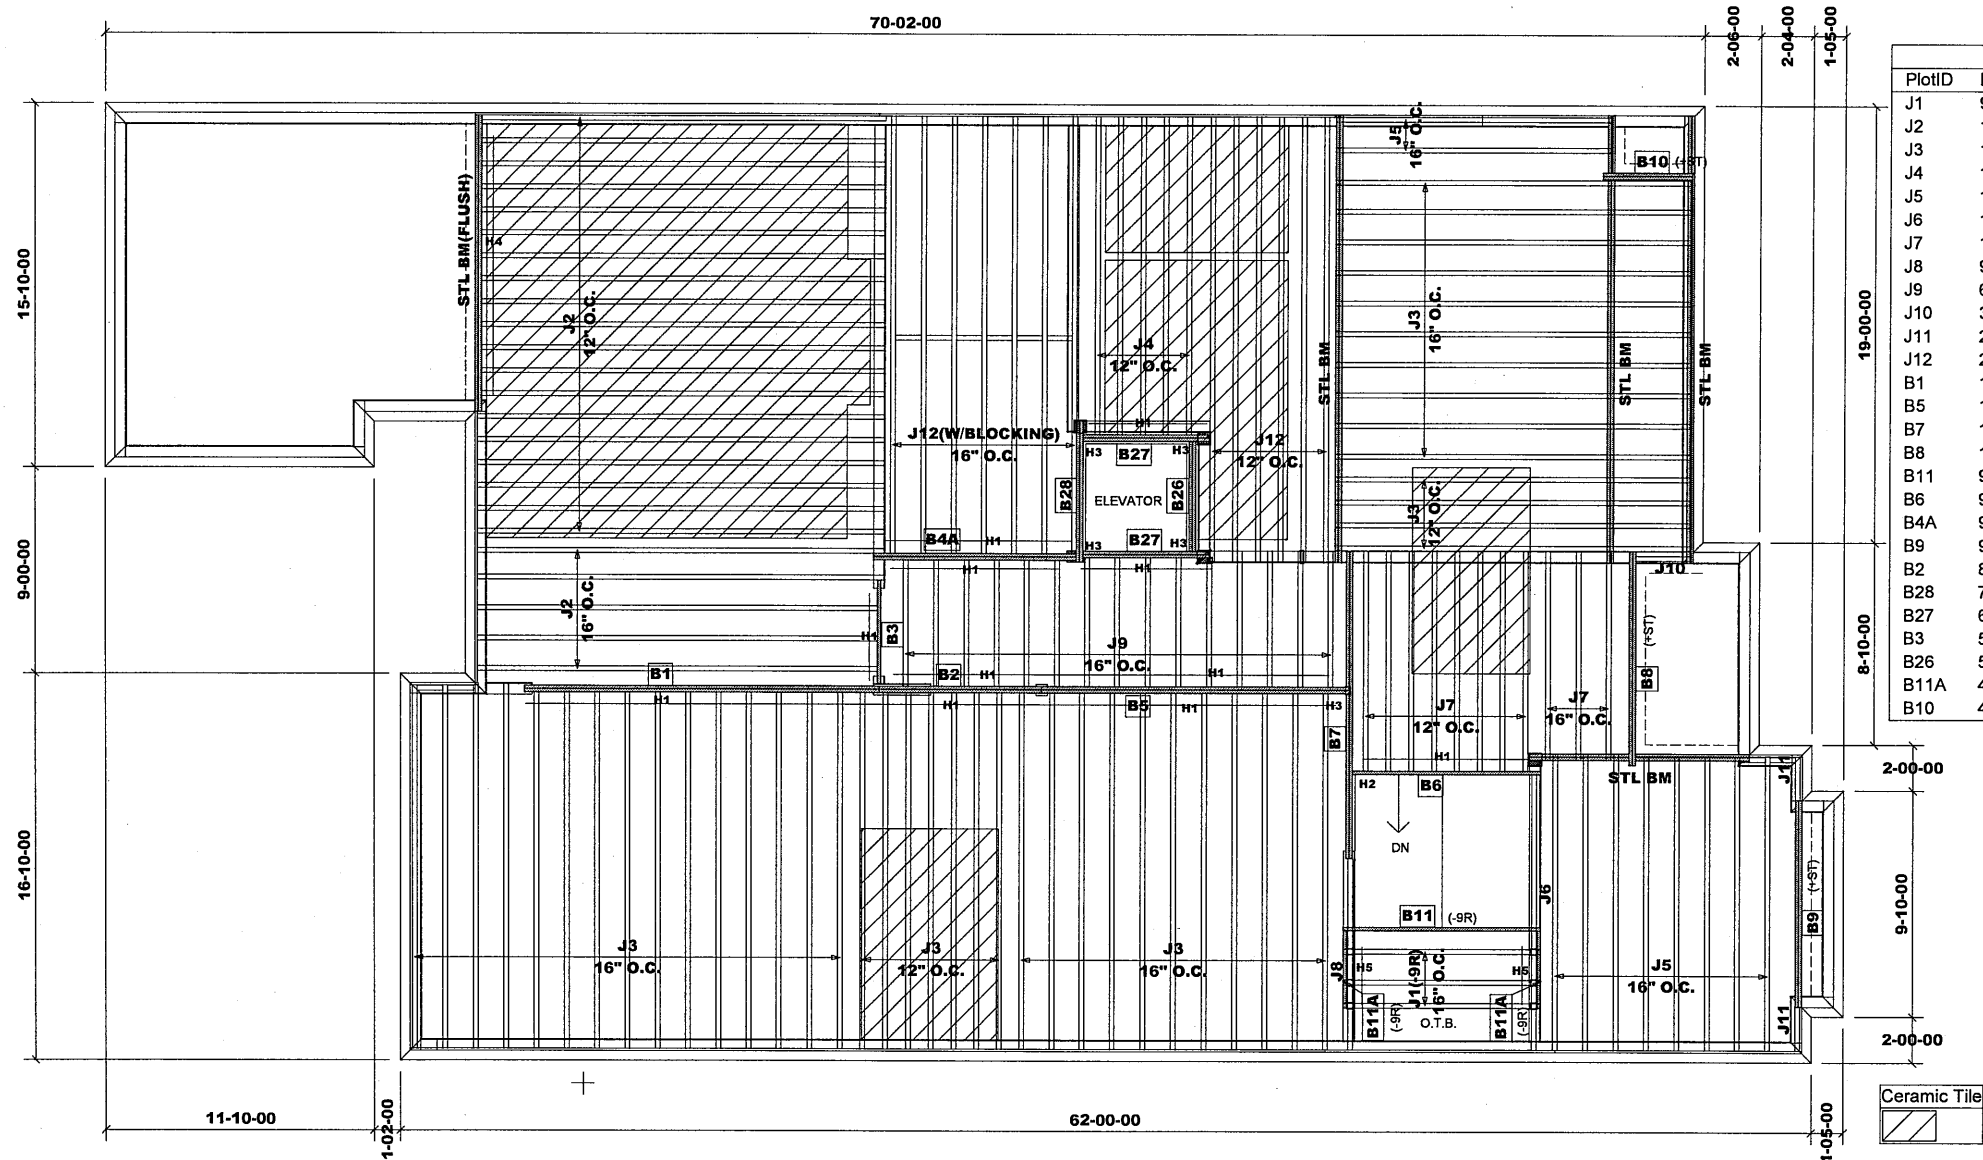 70-02-00
2-06-00
2-04-00
1-05-00
PlotID
J1
J2
J3
J4
J5
J6
J7
J8
J9
J10
J11
J12
B1
B5
B7
B8
B11
B6
B4A
B9
B2
B28
B27
B3
B26
B11A
B10
15-10-00
9-00-00
16-10-00
19-00-00
8-10-00
2-00-00
9-10-00
2-00-00
STL BM(FLUSH)
H4
J2
12" O.C.
J2
16" O.C.
J12(W/BLOCKING)
16" O.C.
J4
12" O.C.
H1
B27
H3
H3
ELEVATOR
B28
B26
B27
H3
H3
J12
12" O.C.
STL BM
J5
16" O.C.
B10
J3
16" O.C.
STL BM
STL BM
J3
12" O.C.
B4A
H1
H1
H1
H1
B3
J9
16" O.C.
B1
H1
B2
H1
H1
H1
B5
H1
H3
B7
J7
12" O.C.
H1
J7
16" O.C.
J10
(+ST)
B8
STL BM
J11
H2
B6
DN
B11
(-9R)
J6
J8
H5
J1(-9R)
16" O.C.
H5
B11A
(-9R)
O.T.B.
B11A
(-9R)
J3
16" O.C.
J3
12" O.C.
J3
16" O.C.
J5
16" O.C.
(+ST)
B9
J11
11-10-00
1-02-00
62-00-00
1-05-00
Ceramic Tile